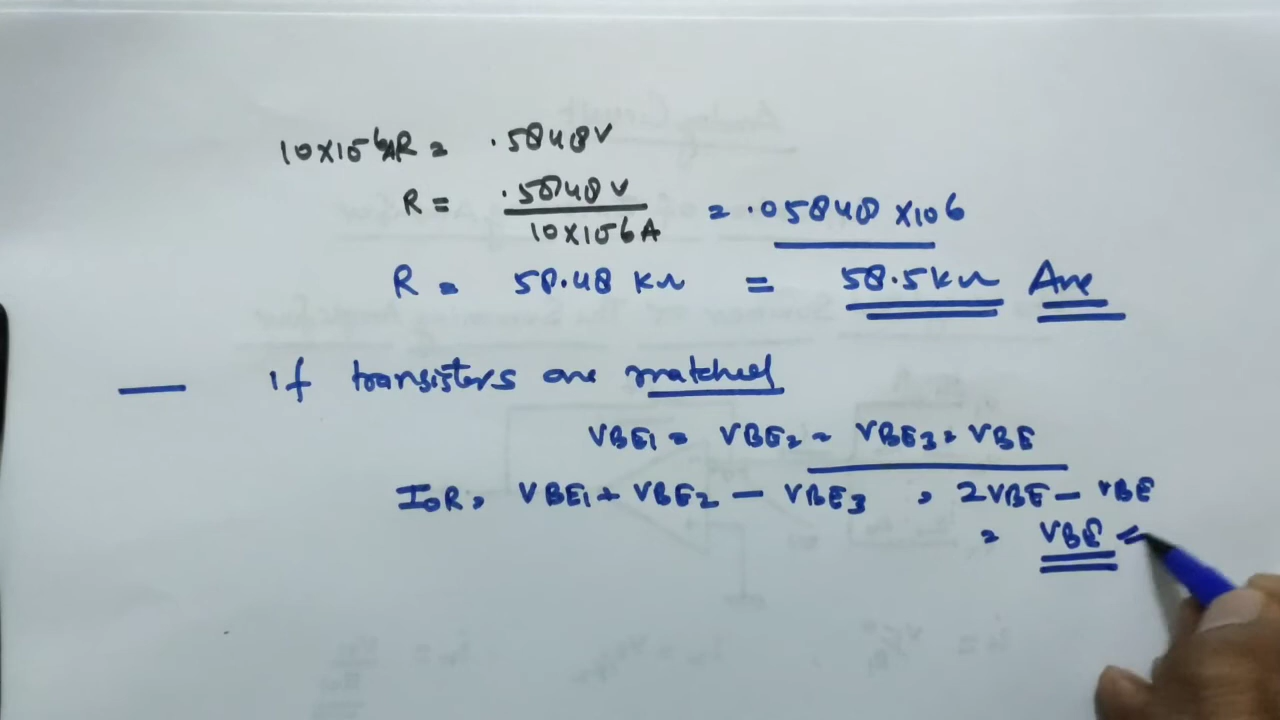 10×10⁻⁶A R = .5848V
R = .5848V / 10×10⁻⁶A = .05848 ×10⁶
R = 58.48 KΩ = 58.5KΩ Ans
— if transistors are matched
VBE1 = VBE2 = VBE3 = VBE
IoR = VBE1 + VBE2 — VBE3 = 2VBE — VBE
= VBE